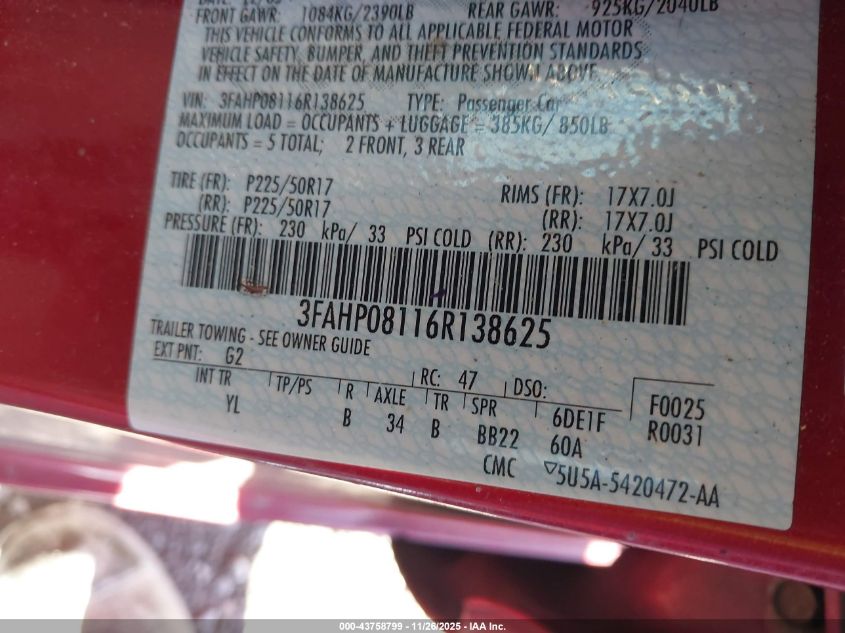 FRONT GAWR: 1084KG/2390LB REAR GAWR: 925KG/2040LB
THIS VEHICLE CONFORMS TO ALL APPLICABLE FEDERAL MOTOR
VEHICLE SAFETY, BUMPER, AND THEFT PREVENTION STANDARDS
IN EFFECT ON THE DATE OF MANUFACTURE SHOWN ABOVE.
VIN: 3FAHP08116R138625 TYPE: Passenger Car
MAXIMUM LOAD = OCCUPANTS + LUGGAGE = 385KG/ 850LB
OCCUPANTS = 5 TOTAL; 2 FRONT, 3 REAR
TIRE (FR): P225/50R17 RIMS (FR): 17X7.0J
(RR): P225/50R17 (RR): 17X7.0J
PRESSURE (FR): 230 kPa/ 33 PSI COLD (RR): 230 kPa/ 33 PSI COLD
3FAHP08116R138625
TRAILER TOWING - SEE OWNER GUIDE
EXT PNT: G2 RC: 47 DSO: F0025
INT TR TP/PS R AXLE TR SPR 6DE1F R0031
YL B 34 B BB22 60A
CMC ▽5U5A-5420472-AA
000-43758799 - 11/26/2025 - IAA Inc.